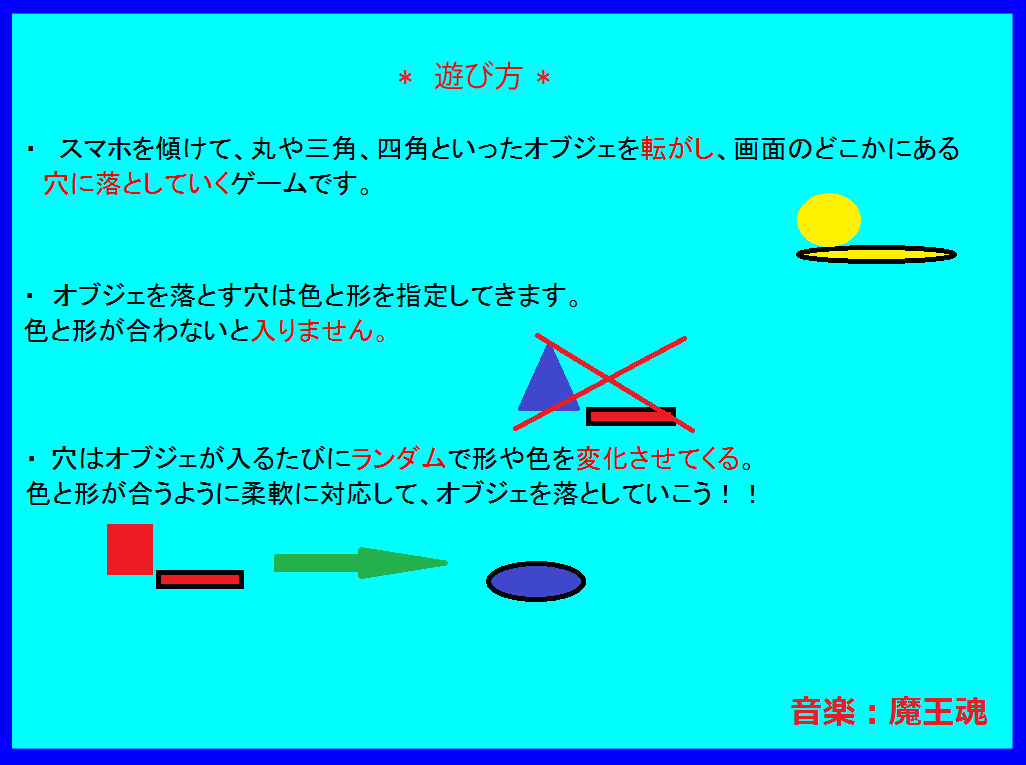 * 遊び方 *
・ スマホを傾けて、丸や三角、四角といったオブジェを転がし、画面のどこかにある
穴に落としていくゲームです。
・ オブジェを落とす穴は色と形を指定してきます。
色と形が合わないと入りません。
・ 穴はオブジェが入るたびにランダムで形や色を変化させてくる。
色と形が合うように柔軟に対応して、オブジェを落としていこう！！
音楽：魔王魂